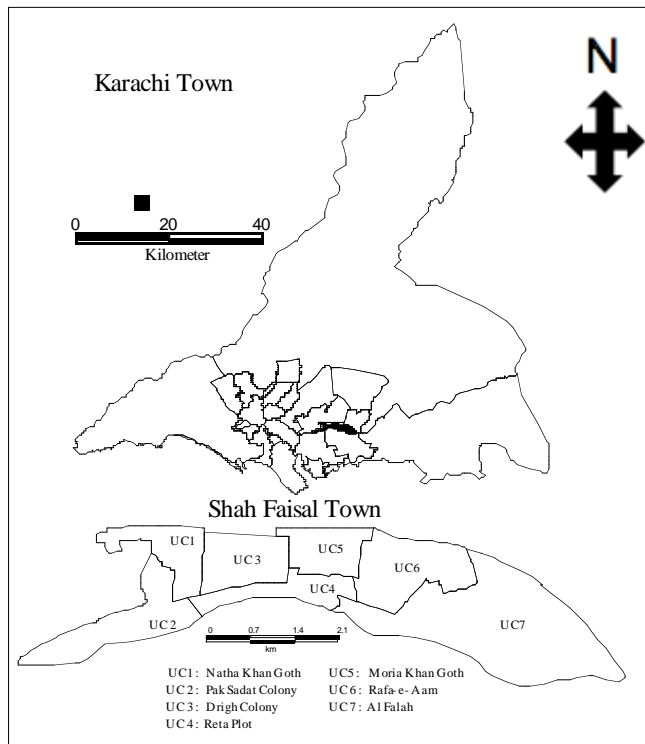 Karachi Town
N
0 20 40
Kilometer
Shah Faisal Town
UC1
UC3
UC5
UC6
UC4
UC2
UC7
0 0.7 1.4 2.1
km
UC1: Natha Khan Goth
UC2: Pak Sadat Colony
UC3: Drigh Colony
UC4: Reta Plot
UC5: Moria Khan Goth
UC6: Rafa-e-Aam
UC7: Al Falah